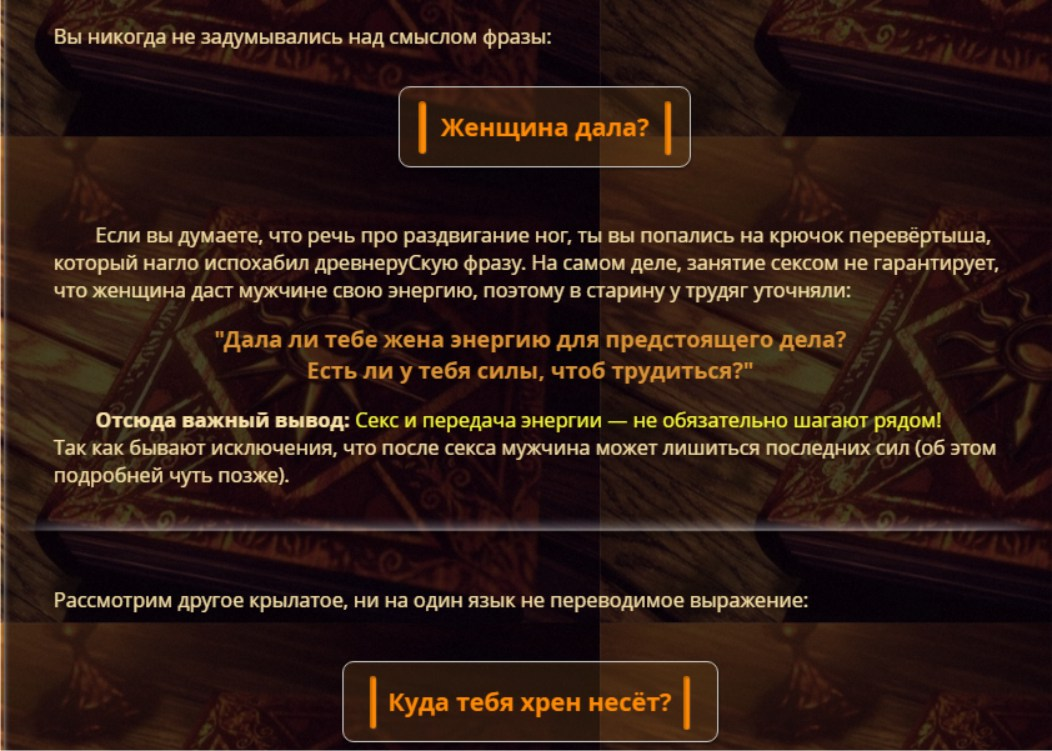 Вы никогда не задумывались над смыслом фразы:
Женщина дала?
Если вы думаете, что речь про раздвигание ног, ты вы попались на крючок перевёртыша,
который нагло испохабил древнеруСкую фразу. На самом деле, занятие сексом не гарантирует,
что женщина даст мужчине свою энергию, поэтому в старину у трудяг уточняли:
"Дала ли тебе жена энергию для предстоящего дела?
Есть ли у тебя силы, чтоб трудиться?"
Отсюда важный вывод: Секс и передача энергии — не обязательно шагают рядом!
Так как бывают исключения, что после секса мужчина может лишиться последних сил (об этом
подробней чуть позже).
Рассмотрим другое крылатое, ни на один язык не переводимое выражение:
Куда тебя хрен несёт?